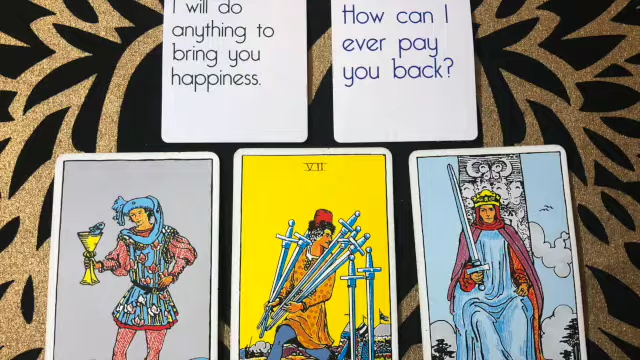 I will do
anything to
bring you
happiness.
How can I
ever pay
you back?
VII